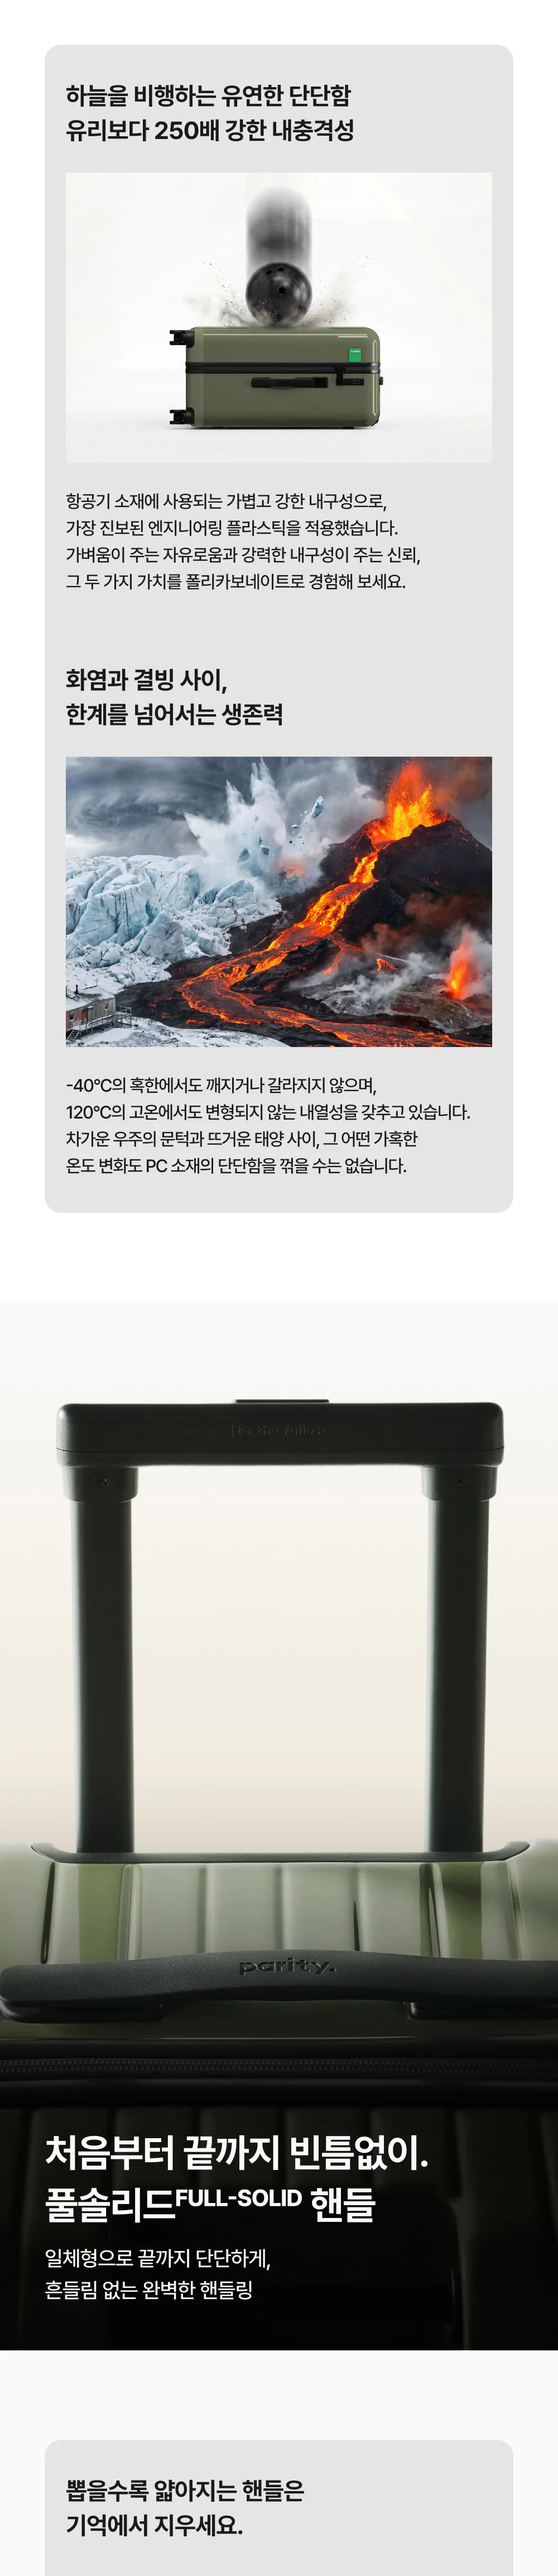 하늘을 비행하는 유연한 단단함
유리보다 250배 강한 내충격성
항공기 소재에 사용되는 가볍고 강한 내구성으로,
가장 진보된 엔지니어링 플라스틱을 적용했습니다.
가벼움이 주는 자유로움과 강력한 내구성이 주는 신뢰,
그 두 가지 가치를 폴리카보네이트로 경험해 보세요.
화염과 결빙 사이,
한계를 넘어서는 생존력
-40℃의 혹한에서도 깨지거나 갈라지지 않으며,
120℃의 고온에서도 변형되지 않는 내열성을 갖추고 있습니다.
차가운 우주의 문턱과 뜨거운 태양 사이, 그 어떤 가혹한
온도 변화도 PC 소재의 단단함을 꺾을 수는 없습니다.
to the fullest
parity.
처음부터 끝까지 빈틈없이.
풀솔리드FULL-SOLID 핸들
일체형으로 끝까지 단단하게,
흔들림 없는 완벽한 핸들링
뽑을수록 얇아지는 핸들은
기억에서 지우세요.